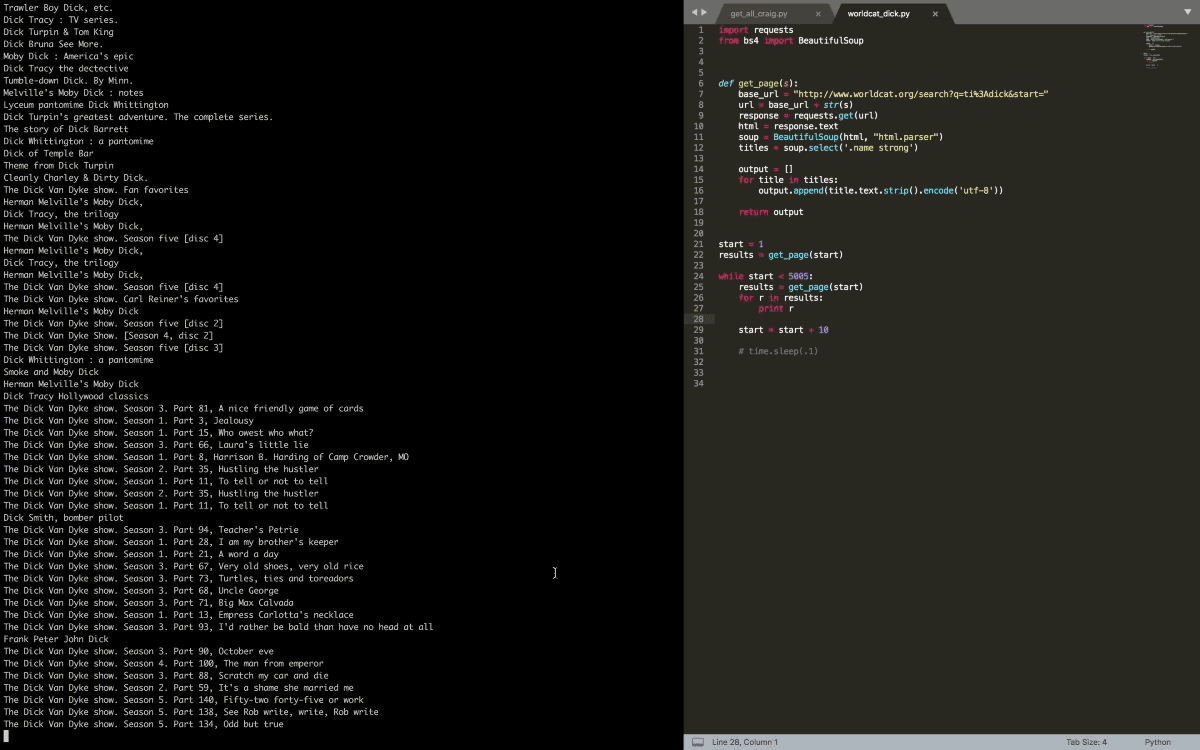 Trawler Boy Dick, etc.
Dick Tracy : TV series.
Dick Turpin & Tom King
Dick Bruna See More.
Moby Dick : America's epic
Dick Tracy the dectective
Tumble-down Dick. By Minn.
Melville's Moby Dick : notes
Lyceum pantomime Dick Whittington
Dick Turpin's greatest adventure. The complete series.
The story of Dick Barrett
Dick Whittington : a pantomime
Dick of Temple Bar
Theme from Dick Turpin
Cleanly Charley & Dirty Dick.
The Dick Van Dyke show. Fan favorites
Herman Melville's Moby Dick,
Dick Tracy, the trilogy
Herman Melville's Moby Dick,
The Dick Van Dyke show. Season five [disc 4]
Herman Melville's Moby Dick,
Dick Tracy, the trilogy
Herman Melville's Moby Dick,
The Dick Van Dyke show. Season five [disc 4]
The Dick Van Dyke show. Carl Reiner's favorites
Herman Melville's Moby Dick
The Dick Van Dyke show. Season five [disc 2]
The Dick Van Dyke Show. [Season 4, disc 2]
The Dick Van Dyke show. Season five [disc 3]
Dick Whittington : a pantomime
Smoke and Moby Dick
Herman Melville's Moby Dick
Dick Tracy Hollywood classics
The Dick Van Dyke show. Season 3. Part 81, A nice friendly game of cards
The Dick Van Dyke show. Season 1. Part 3, Jealousy
The Dick Van Dyke show. Season 1. Part 15, Who owest who what?
The Dick Van Dyke show. Season 3. Part 66, Laura's little lie
The Dick Van Dyke show. Season 1. Part 8, Harrison B. Harding of Camp Crowder, MO
The Dick Van Dyke show. Season 2. Part 35, Hustling the hustler
The Dick Van Dyke show. Season 1. Part 11, To tell or not to tell
The Dick Van Dyke show. Season 2. Part 35, Hustling the hustler
The Dick Van Dyke show. Season 1. Part 11, To tell or not to tell
Dick Smith, bomber pilot
The Dick Van Dyke show. Season 3. Part 94, Teacher's Petrie
The Dick Van Dyke show. Season 1. Part 28, I am my brother's keeper
The Dick Van Dyke show. Season 1. Part 21, A word a day
The Dick Van Dyke show. Season 3. Part 67, Very old shoes, very old rice
The Dick Van Dyke show. Season 3. Part 73, Turtles, ties and toreadors
The Dick Van Dyke show. Season 3. Part 68, Uncle George
The Dick Van Dyke show. Season 3. Part 71, Big Max Calvada
The Dick Van Dyke show. Season 1. Part 13, Empress Carlotta's necklace
The Dick Van Dyke show. Season 3. Part 93, I'd rather be bald than have no head at all
Frank Peter John Dick
The Dick Van Dyke show. Season 3. Part 90, October eve
The Dick Van Dyke show. Season 4. Part 100, The man from emperor
The Dick Van Dyke show. Season 3. Part 88, Scratch my car and die
The Dick Van Dyke show. Season 2. Part 59, It's a shame she married me
The Dick Van Dyke show. Season 5. Part 140, Fifty-two forty-five or work
The Dick Van Dyke show. Season 5. Part 138, See Rob write, write, Rob write
The Dick Van Dyke show. Season 5. Part 134, Odd but true
get_all_craig.py × worldcat_dick.py ×
1 import requests
2 from bs4 import BeautifulSoup
3
4
5
6 def get_page(s):
7 base_url = "http://www.worldcat.org/search?q=ti%3Adick&start="
8 url = base_url + str(s)
9 response = requests.get(url)
10 html = response.text
11 soup = BeautifulSoup(html, "html.parser")
12 titles = soup.select('.name strong')
13
14 output = []
15 for title in titles:
16 output.append(title.text.strip().encode('utf-8'))
17
18 return output
19
20
21 start = 1
22 results = get_page(start)
23
24 while start < 5005:
25 results = get_page(start)
26 for r in results:
27 print r
28
29 start = start + 10
30
31 # time.sleep(.1)
32
33
34
Line 28, Column 1 Tab Size: 4 Python